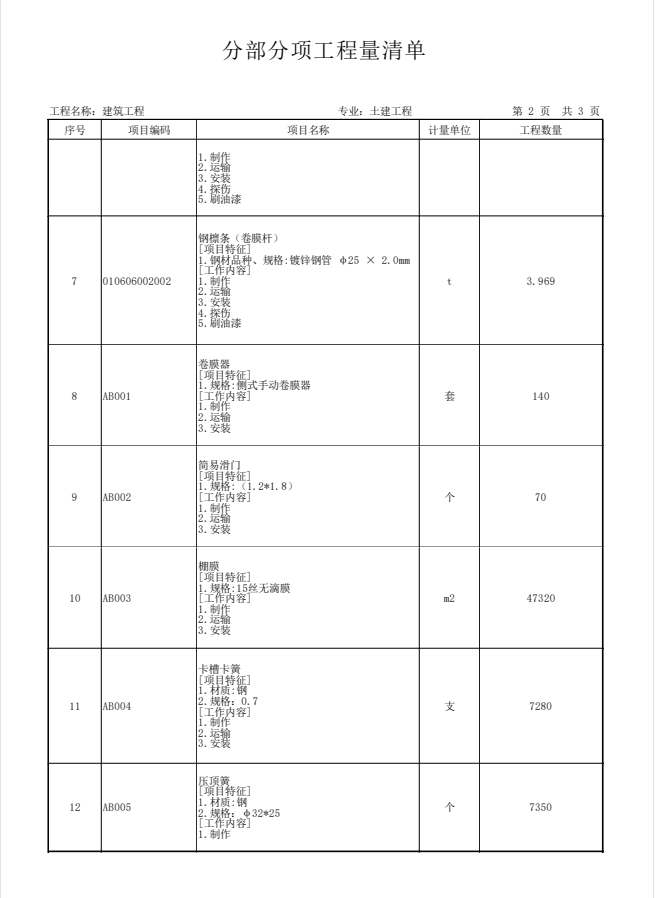 分部分项工程量清单
工程名称：建筑工程 专业：土建工程 第 2 页 共 3 页
序号 项目编码 项目名称 计量单位 工程数量
1.制作
2.运输
3.安装
4.探伤
5.刷油漆
7 010606002002 钢檩条（卷膜杆） t 3.969
[项目特征]
1.钢材品种、规格:镀锌钢管 φ25 × 2.0mm
[工作内容]
1.制作
2.运输
3.安装
4.探伤
5.刷油漆
8 AB001 卷膜器 套 140
[项目特征]
1.规格:侧式手动卷膜器
[工作内容]
1.制作
2.运输
3.安装
9 AB002 简易滑门 个 70
[项目特征]
1.规格:（1.2*1.8）
[工作内容]
1.制作
2.运输
3.安装
10 AB003 棚膜 m2 47320
[项目特征]
1.规格:15丝无滴膜
[工作内容]
1.制作
2.运输
3.安装
11 AB004 卡槽卡簧 支 7280
[项目特征]
1.材质:钢
2.规格：0.7
[工作内容]
1.制作
2.运输
3.安装
12 AB005 压顶簧 个 7350
[项目特征]
1.材质:钢
2.规格：φ32*25
[工作内容]
1.制作